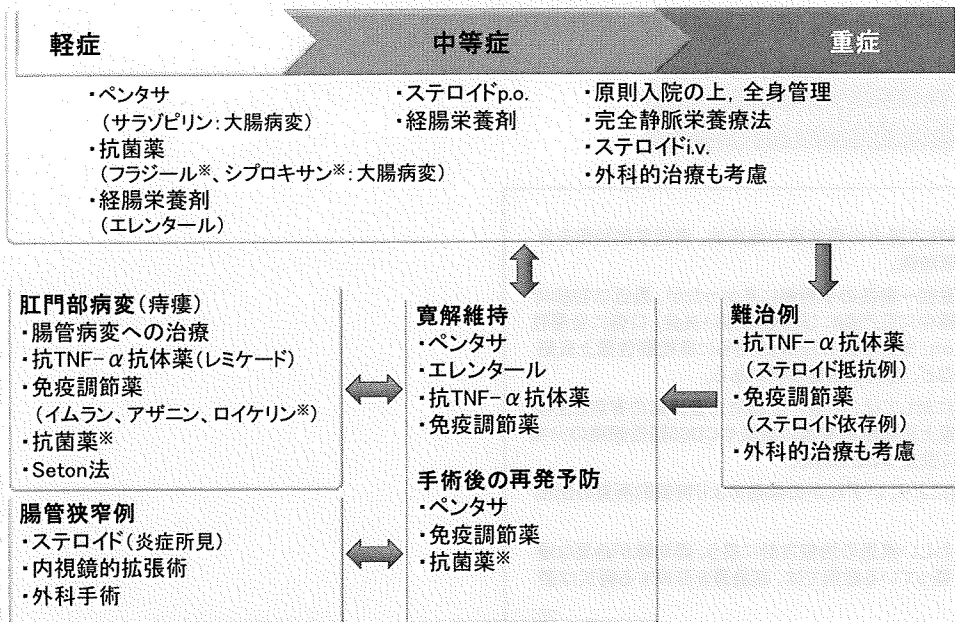 軽症
中等症
重症
・ペンタサ
（サラゾピリン：大腸病変）
・抗菌薬
（フラジール※、シプロキサン※：大腸病変）
・経腸栄養剤
（エレンタール）
・ステロイドp.o.
・経腸栄養剤
・原則入院の上，全身管理
・完全静脈栄養療法
・ステロイドi.v.
・外科的治療も考慮
肛門部病変（痔瘻）
・腸管病変への治療
・抗TNF-α抗体薬（レミケード）
・免疫調節薬
（イムラン、アザニン、ロイケリン※）
・抗菌薬※
・Seton法
腸管狭窄例
・ステロイド（炎症所見）
・内視鏡的拡張術
・外科手術
寛解維持
・ペンタサ
・エレンタール
・抗TNF-α抗体薬
・免疫調節薬
手術後の再発予防
・ペンタサ
・免疫調節薬
・抗菌薬※
難治例
・抗TNF-α抗体薬
（ステロイド抵抗例）
・免疫調節薬
（ステロイド依存例）
・外科的治療も考慮